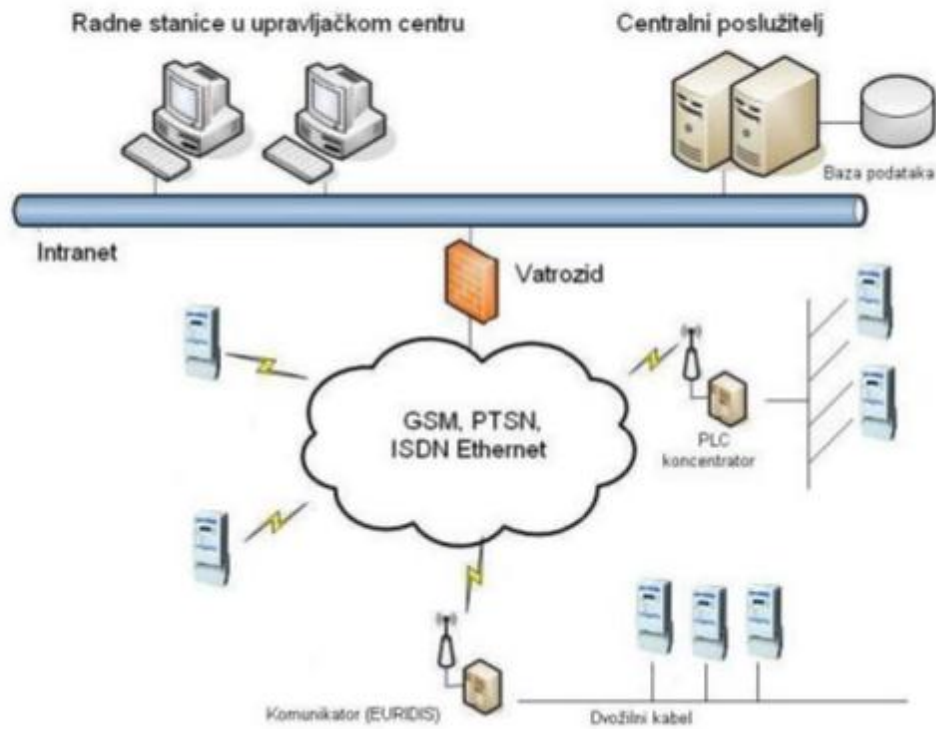 Radne stanice u upravljačkom centru
Centralni poslužitelj
Baza podataka
Intranet
Vatrozid
GSM, PTSN,
ISDN Ethernet
PLC
koncentrator
Komunikator (EURIDIS)
Dvožilni kabel